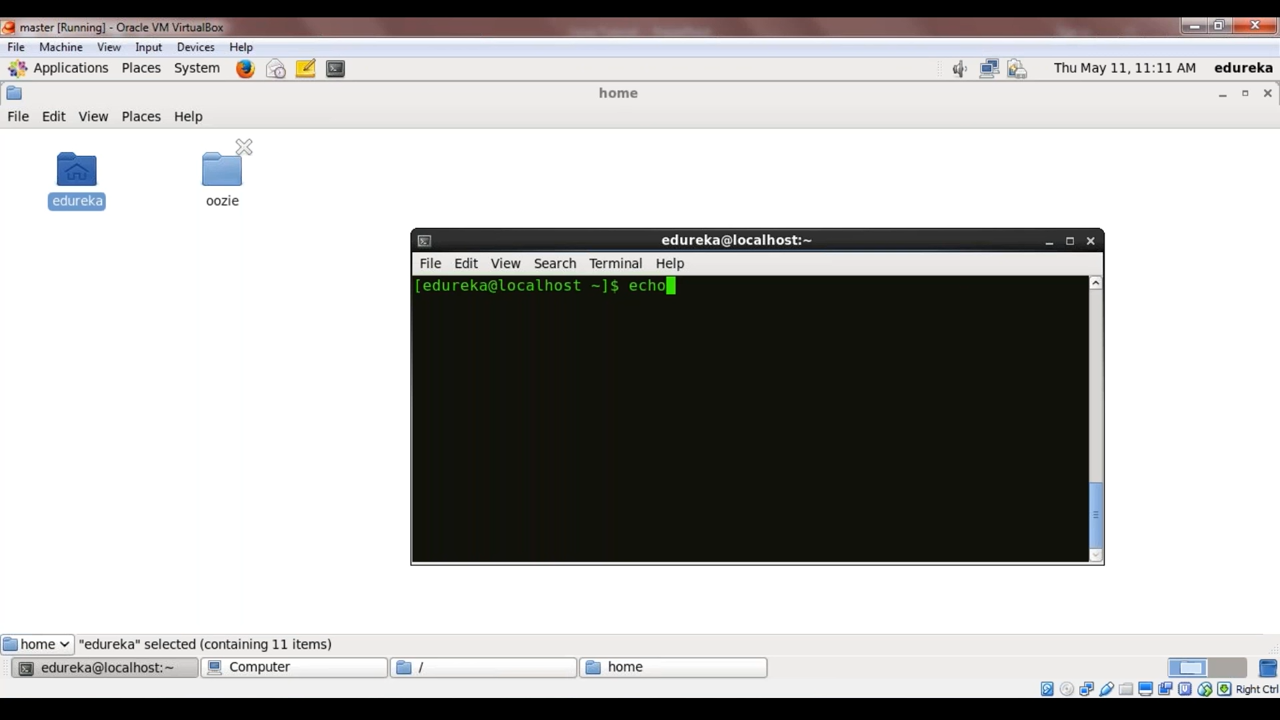 master [Running] - Oracle VM VirtualBox
File Machine View Input Devices Help
Applications Places System Thu May 11, 11:11 AM edureka
home
File Edit View Places Help
edureka oozie
edureka@localhost:~
File Edit View Search Terminal Help
[edureka@localhost ~]$ echo
home "edureka" selected (containing 11 items)
edureka@localhost:~ Computer / home
Right Ctrl